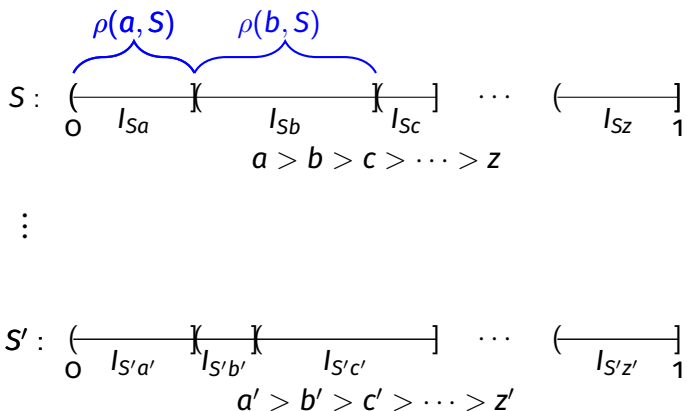 ρ(a, S) ρ(b, S)
S : ( ]( ]( ] ⋯ ( ]
0 I_{Sa} I_{Sb} I_{Sc} I_{Sz} 1
a > b > c > ⋯ > z
⋮
S′ : ( ]( ]( ] ⋯ ( ]
0 I_{S′a′} I_{S′b′} I_{S′c′} I_{S′z′} 1
a′ > b′ > c′ > ⋯ > z′